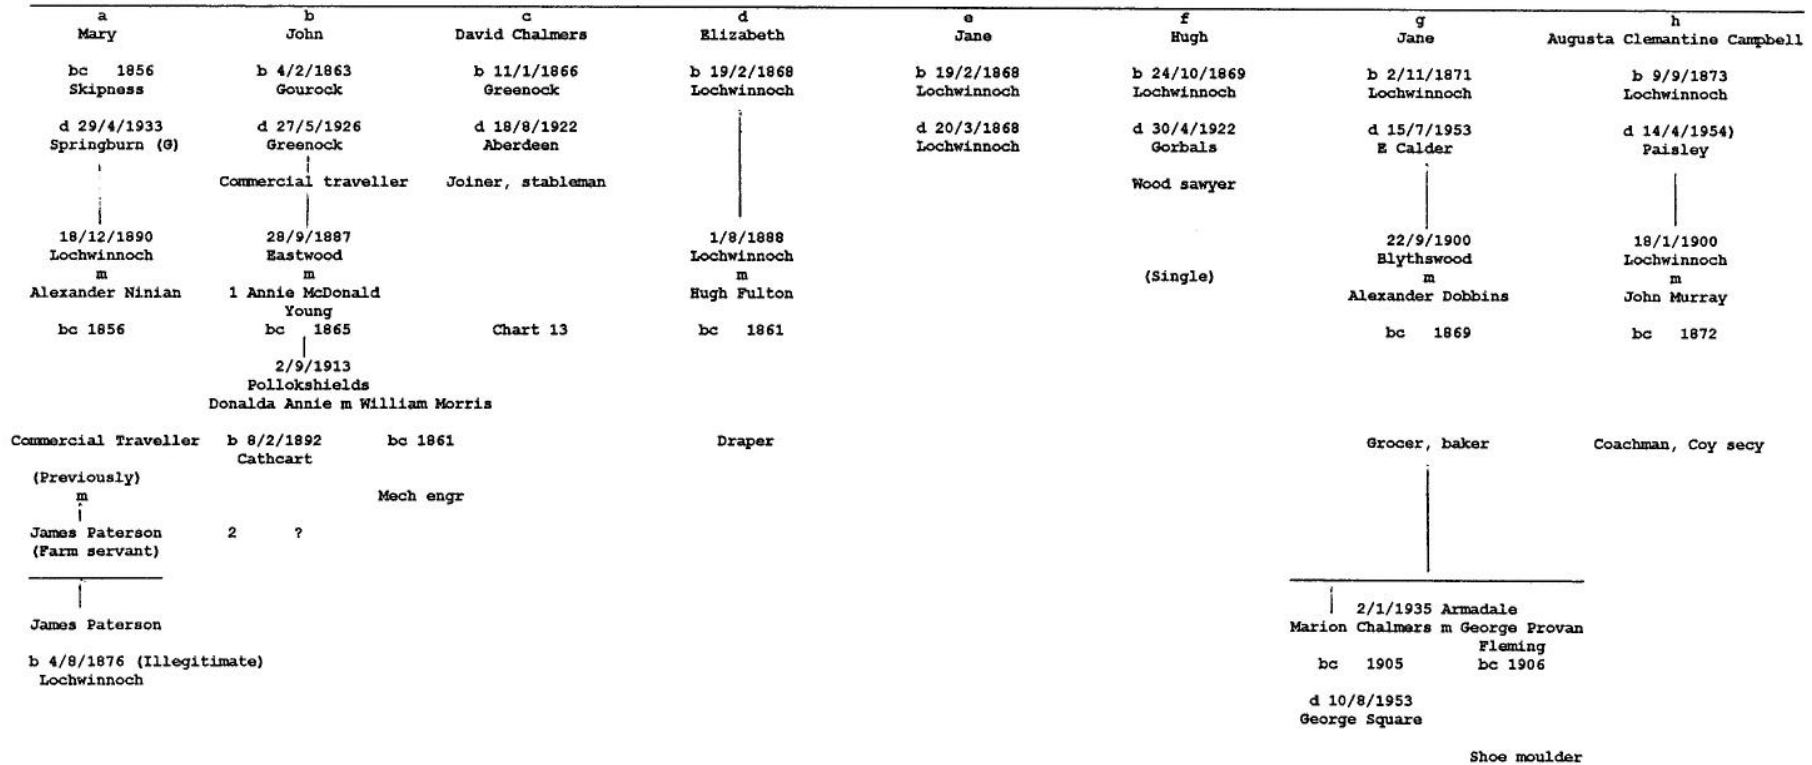 a b c d e f g h
Mary John David Chalmers Elizabeth Jane Hugh Jane Augusta Clemantine Campbell
bc 1856 b 4/2/1863 b 11/1/1866 b 19/2/1868 b 19/2/1868 b 24/10/1869 b 2/11/1871 b 9/9/1873
Skipness Gourock Greenock Lochwinnoch Lochwinnoch Lochwinnoch Lochwinnoch Lochwinnoch
d 29/4/1933 d 27/5/1926 d 18/8/1922 d 20/3/1868 d 30/4/1922 d 15/7/1953 d 14/4/1954)
Springburn (G) Greenock Aberdeen Lochwinnoch Gorbals E Calder Paisley
Commercial traveller Joiner, stableman Wood sawyer
18/12/1890 28/9/1887 1/8/1888 22/9/1900 18/1/1900
Lochwinnoch Eastwood Lochwinnoch Blythswood Lochwinnoch
m m m (Single) m m
Alexander Ninian 1 Annie McDonald Hugh Fulton Alexander Dobbins John Murray
Young
bc 1856 bc 1865 Chart 13 bc 1861 bc 1869 bc 1872
2/9/1913
Pollokshields
Donalda Annie m William Morris
Commercial Traveller b 8/2/1892 bc 1861 Draper Grocer, baker Coachman, Coy secy
Cathcart
(Previously)
m Mech engr
James Paterson 2 ?
(Farm servant)
2/1/1935 Armadale
James Paterson Marion Chalmers m George Provan
Fleming
b 4/8/1876 (Illegitimate) bc 1905 bc 1906
Lochwinnoch
d 10/8/1953
George Square
Shoe moulder